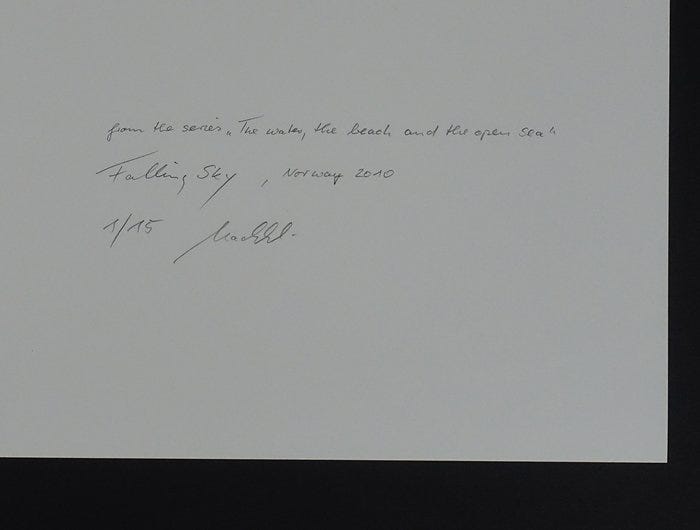 from the series „The water, the beach and the open sea“
Falling Sky, Norway 2010
1/15